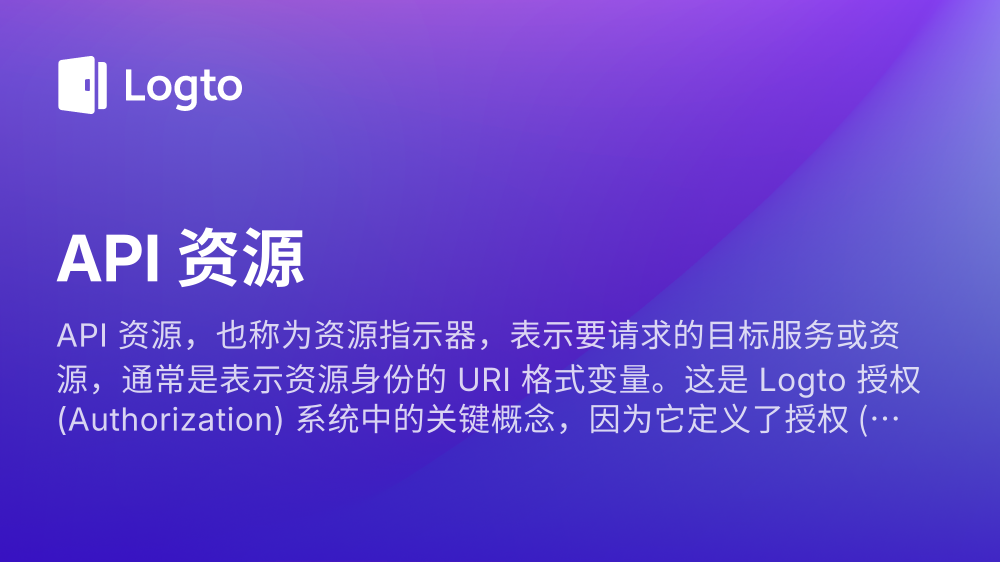 Logto
API 资源
API 资源，也称为资源指示器，表示要请求的目标服务或资
源，通常是表示资源身份的 URI 格式变量。这是 Logto 授权
(Authorization) 系统中的关键概念，因为它定义了授权 (…